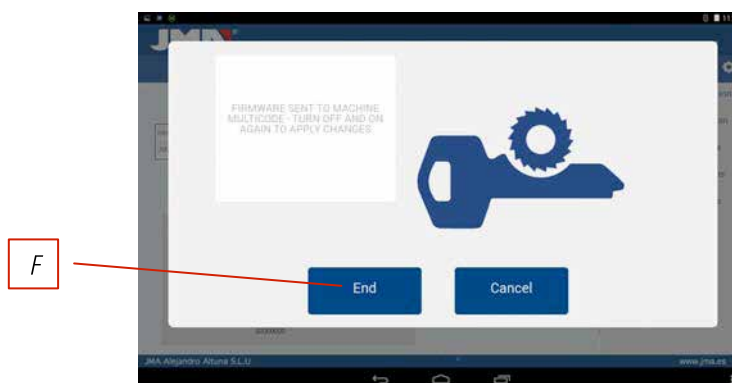 JMA
FIRMWARE SENT TO MACHINE
MULTICODE - TURN OFF AND ON
AGAIN TO APPLY CHANGES.
F
End
Cancel
JMA Alejandro Altuna S.L.U
www.jma.es